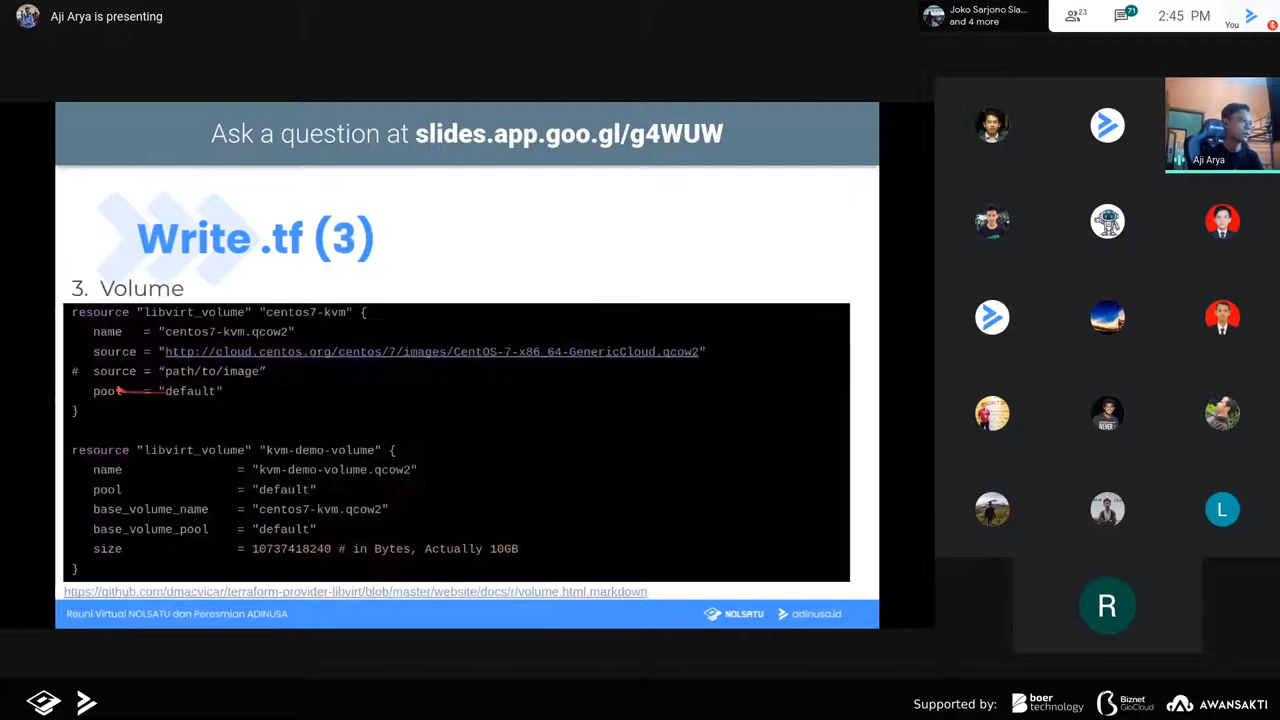 Aji Arya is presenting
Joko Sarjono Sla...
and 4 more
23
71
2:45 PM
You
Ask a question at slides.app.goo.gl/g4WUW
Aji Arya
Write .tf (3)
3. Volume
resource "libvirt_volume" "centos7-kvm" {
name = "centos7-kvm.qcow2"
source = "http://cloud.centos.org/centos/7/images/CentOS-7-x86_64-GenericCloud.qcow2"
# source = “path/to/image”
pool = "default"
}
resource "libvirt_volume" "kvm-demo-volume" {
name = "kvm-demo-volume.qcow2"
pool = "default"
base_volume_name = "centos7-kvm.qcow2"
base_volume_pool = "default"
size = 10737418240 # in Bytes, Actually 10GB
}
https://github.com/dmacvicar/terraform-provider-libvirt/blob/master/website/docs/r/volume.html.markdown
Reuni Virtual NOLSATU dan Peresmian ADINUSA
NOLSATU
adinusa.id
L
R
Supported by:
boer technology
Biznet GioCloud
AWANSAKTI